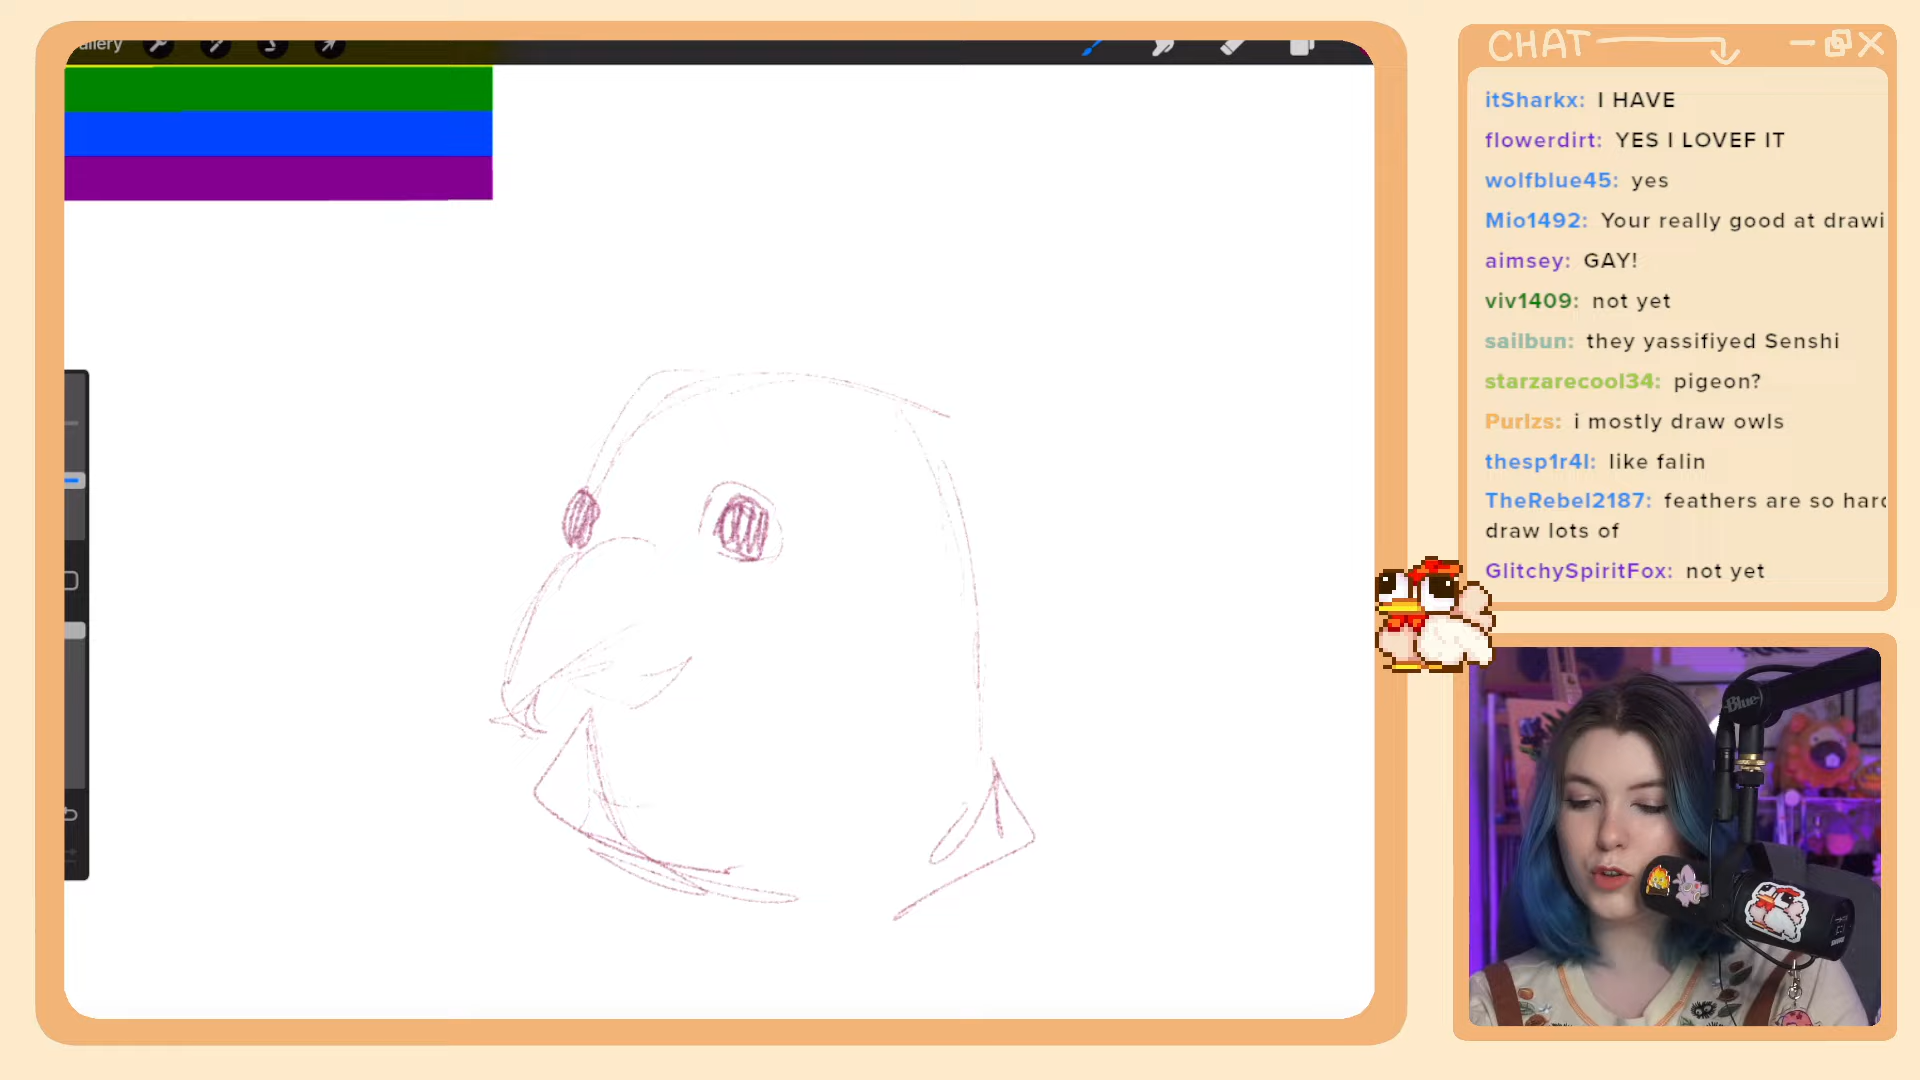 allery
CHAT
itSharkx: I HAVE
flowerdirt: YES I LOVEF IT
wolfblue45: yes
Mio1492: Your really good at drawi
aimsey: GAY!
viv1409: not yet
sailbun: they yassifiyed Senshi
starzarecool34: pigeon?
Purlzs: i mostly draw owls
thesp1r4l: like falin
TheRebel2187: feathers are so hard
draw lots of
GlitchySpiritFox: not yet
Blue